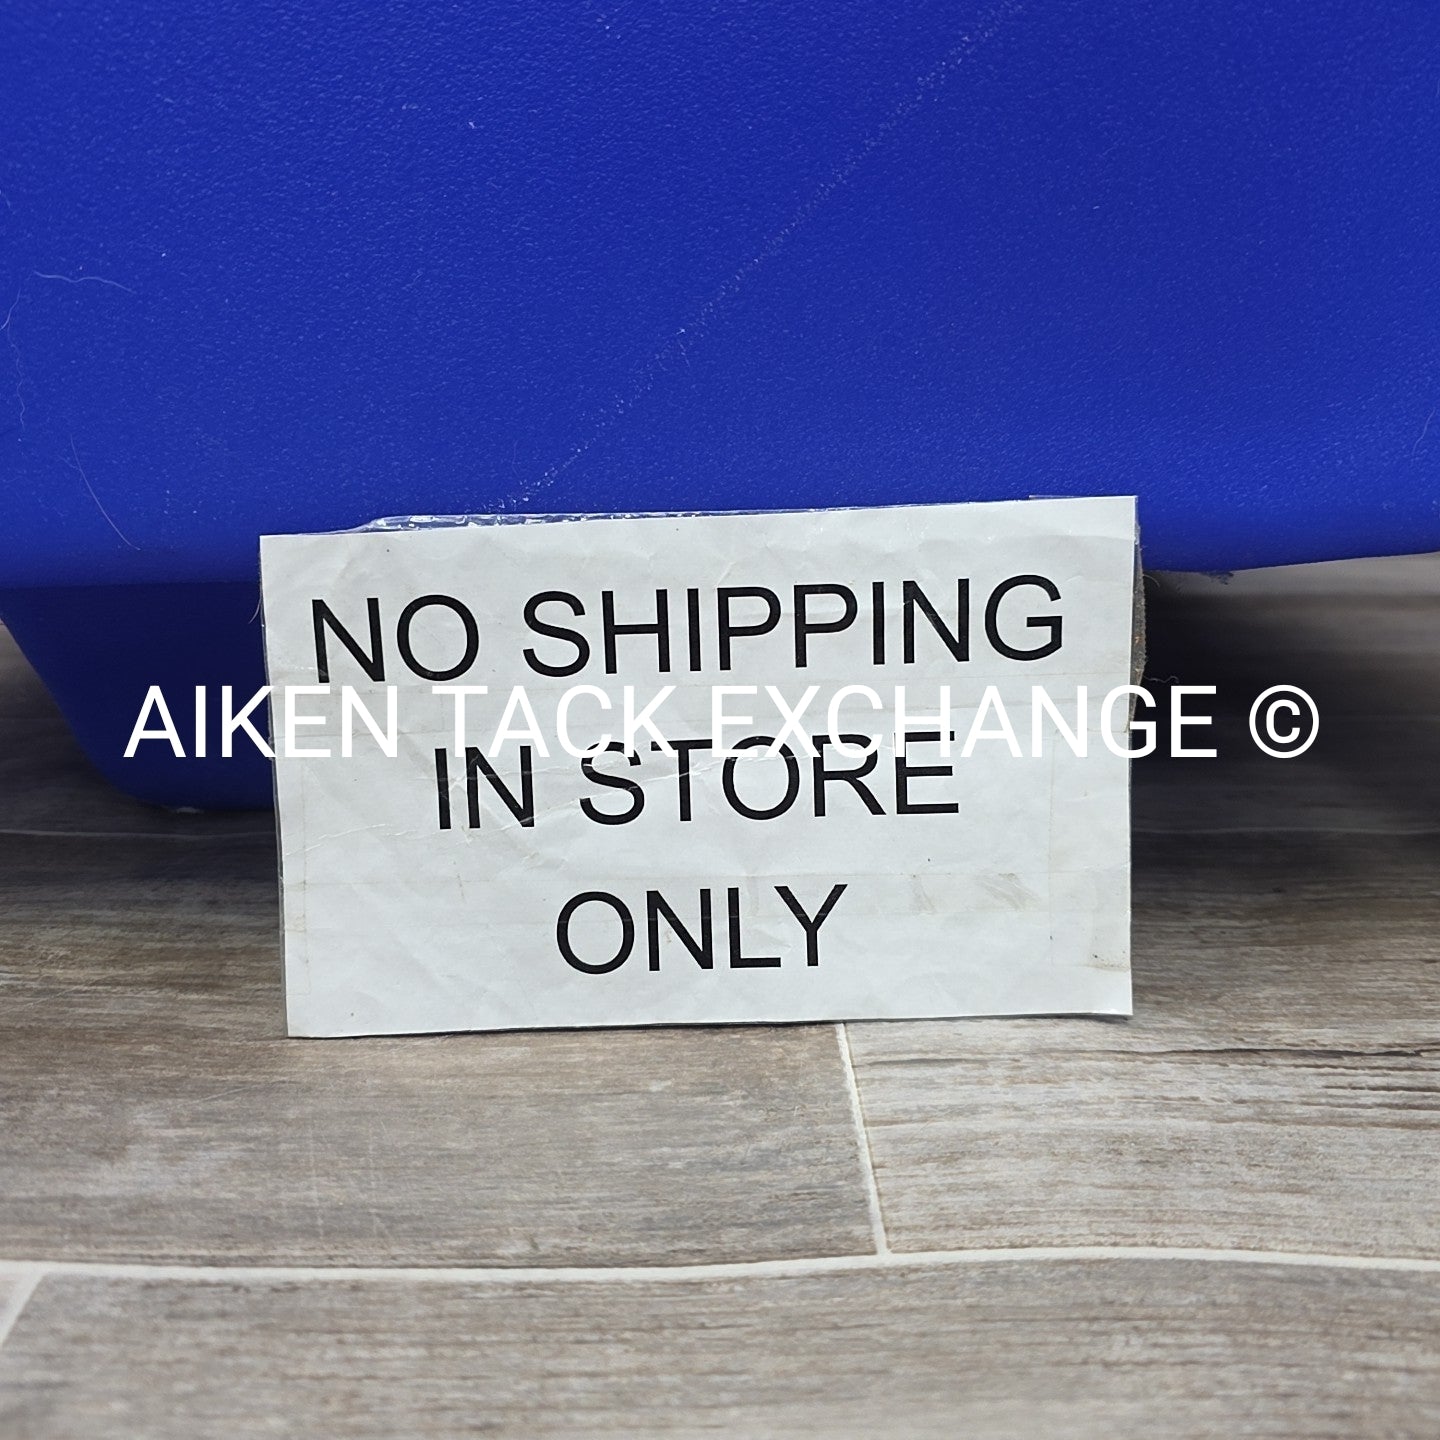 NO SHIPPING
AIKEN TACK EXCHANGE ©
IN STORE
ONLY